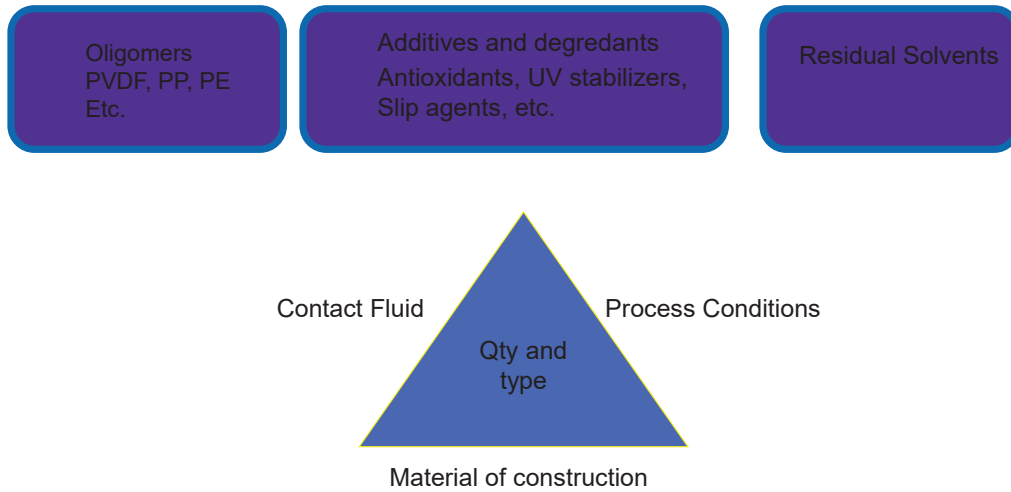 Oligomers
PVDF, PP, PE
Etc.
Additives and degredants
Antioxidants, UV stabilizers,
Slip agents, etc.
Residual Solvents
Contact Fluid
Process Conditions
Qty and
type
Material of construction